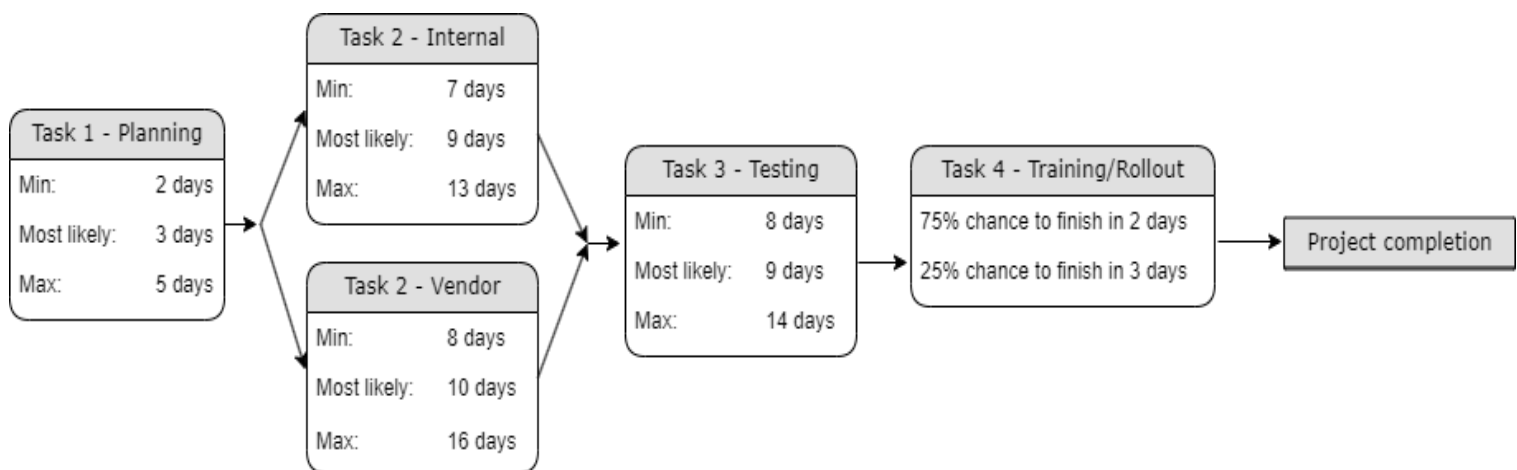 Task 1 - Planning
Min: 2 days
Most likely: 3 days
Max: 5 days
Task 2 - Internal
Min: 7 days
Most likely: 9 days
Max: 13 days
Task 2 - Vendor
Min: 8 days
Most likely: 10 days
Max: 16 days
Task 3 - Testing
Min: 8 days
Most likely: 9 days
Max: 14 days
Task 4 - Training/Rollout
75% chance to finish in 2 days
25% chance to finish in 3 days
Project completion